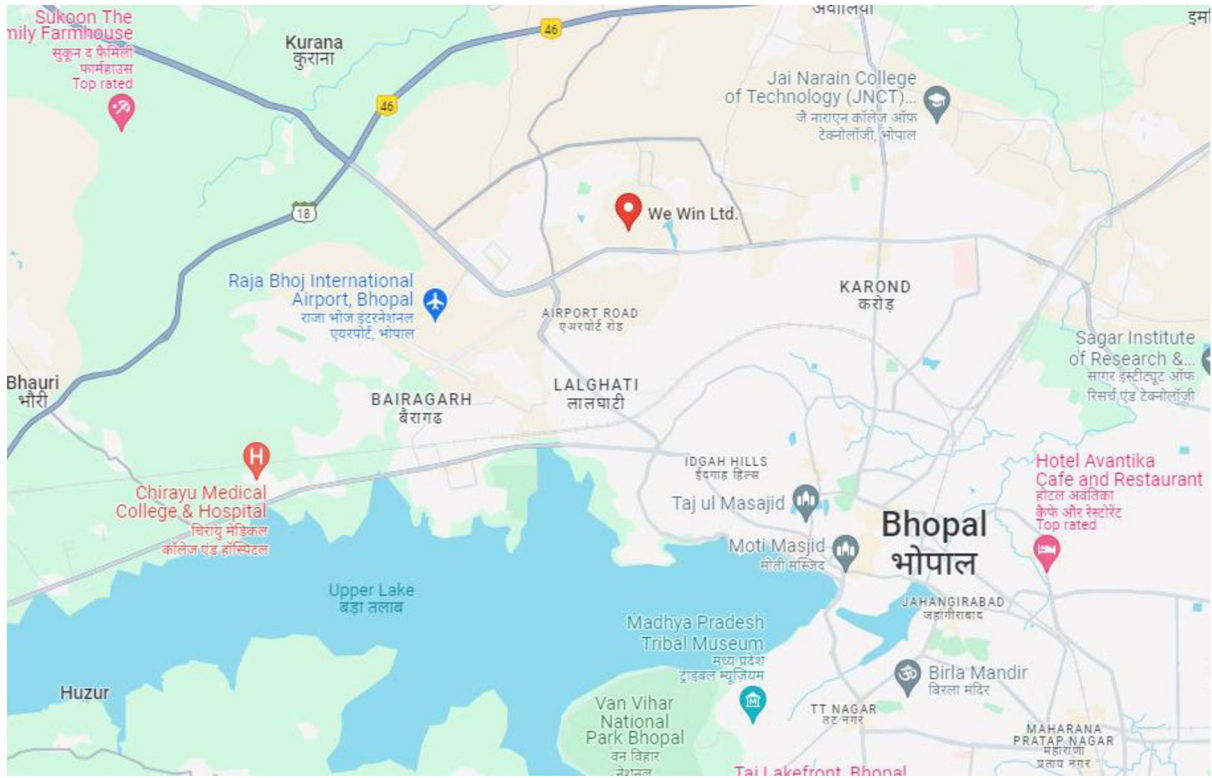 Sukoon The
mily Farmhouse
सुकून द फ़ैमिली
फार्महाउस
Top rated
Kurana
कुराना
46
46
18
Jai Narain College
of Technology (JNCT)...
जै नाराएन कॉलेज ऑफ़
टेक्नोलॉजी, भोपाल
We Win Ltd.
Raja Bhoj International
Airport, Bhopal
राजा भोज इंटरनेशनल
एयरपोर्ट, भोपाल
AIRPORT ROAD
एअरपोर्ट रोड
KAROND
करोंड़
Sagar Institute
of Research &...
सागर इंस्टीट्यूट ऑफ़
रिसर्च एंड टेक्नोलॉजी
Bhauri
भौरी
BAIRAGARH
बैरागढ
LALGHATI
लालघाटी
IDGAH HILLS
ईदगाह हिल्स
H
Chirayu Medical
College & Hospital
चिरायु मेडिकल
कॉलेज एंड हॉस्पिटल
Taj ul Masajid
Hotel Avantika
Cafe and Restaurant
होटल अवंतिका
कैफे और रेस्टोरेंट
Top rated
Bhopal
भोपाल
Moti Masjid
मोती मस्जिद
Upper Lake
बड़ा तलाब
JAHANGIRABAD
जहांगीराबाद
Madhya Pradesh
Tribal Museum
मध्य प्रदेश
ट्राइबल म्यूज़ियम
Birla Mandir
बिरला मंदिर
Huzur
Van Vihar
National
Park Bhopal
वन विहार
TT NAGAR
तट नगर
MAHARANA
PRATAP NAGAR
महाराणा
प्रताप नगर
Taj Lakefront, Bhopal